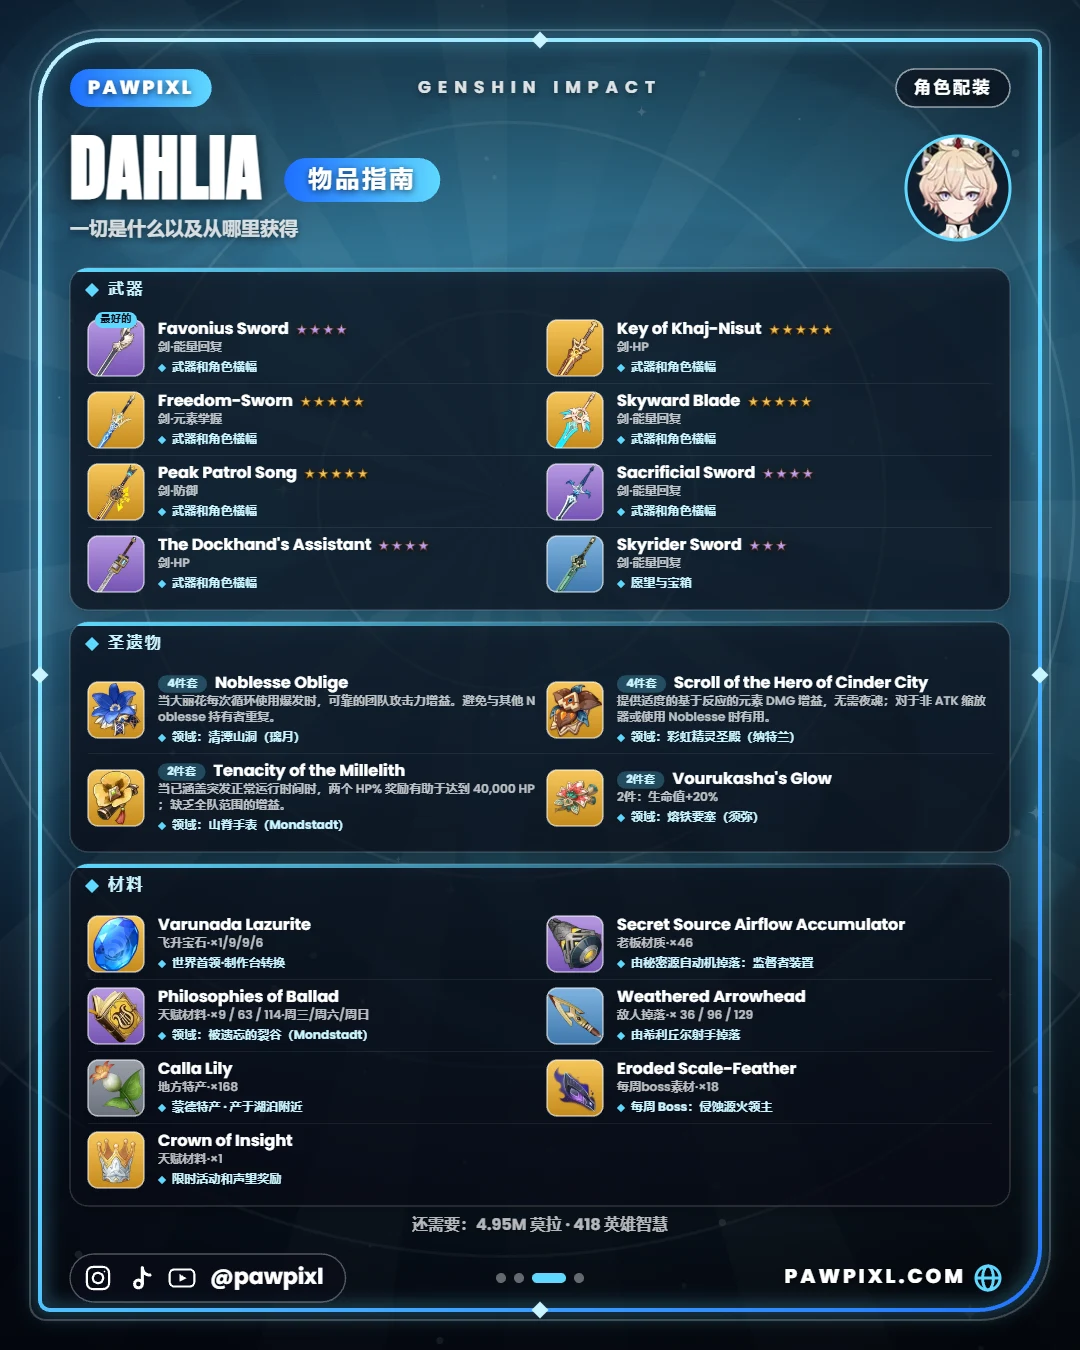 PAWPIXL
GENSHIN IMPACT
角色配装
DAHLIA
物品指南
一切是什么以及从哪里获得
武器
最好的
Favonius Sword ★★★★
剑·能量回复
武器和角色横幅
Key of Khaj-Nisut ★★★★★
剑·HP
武器和角色横幅
Freedom-Sworn ★★★★★
剑·元素掌握
武器和角色横幅
Skyward Blade ★★★★★
剑·能量回复
武器和角色横幅
Peak Patrol Song ★★★★★
剑·防御
武器和角色横幅
Sacrificial Sword ★★★★
剑·能量回复
武器和角色横幅
The Dockhand's Assistant ★★★★
剑·HP
武器和角色横幅
Skyrider Sword ★★★
剑·能量回复
愿里与宝箱
圣遗物
4件套 Noblesse Oblige
当大丽花每次循环使用爆发时，可靠的团队攻击力增益。避免与其他 N
oblesse 持有者重复。
领域：清潭山洞（璃月）
4件套 Scroll of the Hero of Cinder City
提供适度的基于反应的元素 DMG 增益，无需夜魂；对于非 ATK 缩放
器或使用 Noblesse 时有用。
领域：彩虹精灵圣殿（纳特兰）
2件套 Tenacity of the Millelith
当已涵盖突发正常运行时间时，两个 HP% 奖励有助于达到 40,000 HP
；缺乏全队范围的增益。
领域：山脊手表（Mondstadt）
2件套 Vourukasha's Glow
2件：生命值+20%
领域：熔铁要塞（须弥）
材料
Varunada Lazurite
飞升宝石·×1/9/9/6
世界首领·制作台转换
Secret Source Airflow Accumulator
老板材质·×46
由秘密源自动机掉落：监督者装置
Philosophies of Ballad
天赋材料·×9 / 63 / 114·周三/周六/周日
领域：被遗忘的裂谷（Mondstadt）
Weathered Arrowhead
敌人掉落·× 36 / 96 / 129
由希利丘尔射手掉落
Calla Lily
地方特产·×168
蒙德特产 · 产于湖泊附近
Eroded Scale-Feather
每周boss素材·×18
每周 Boss：侵蚀源火领主
Crown of Insight
天赋材料·×1
限时活动和声望奖励
还需要：4.95M 莫拉 · 418 英雄智慧
@pawpixl
PAWPIXL.COM